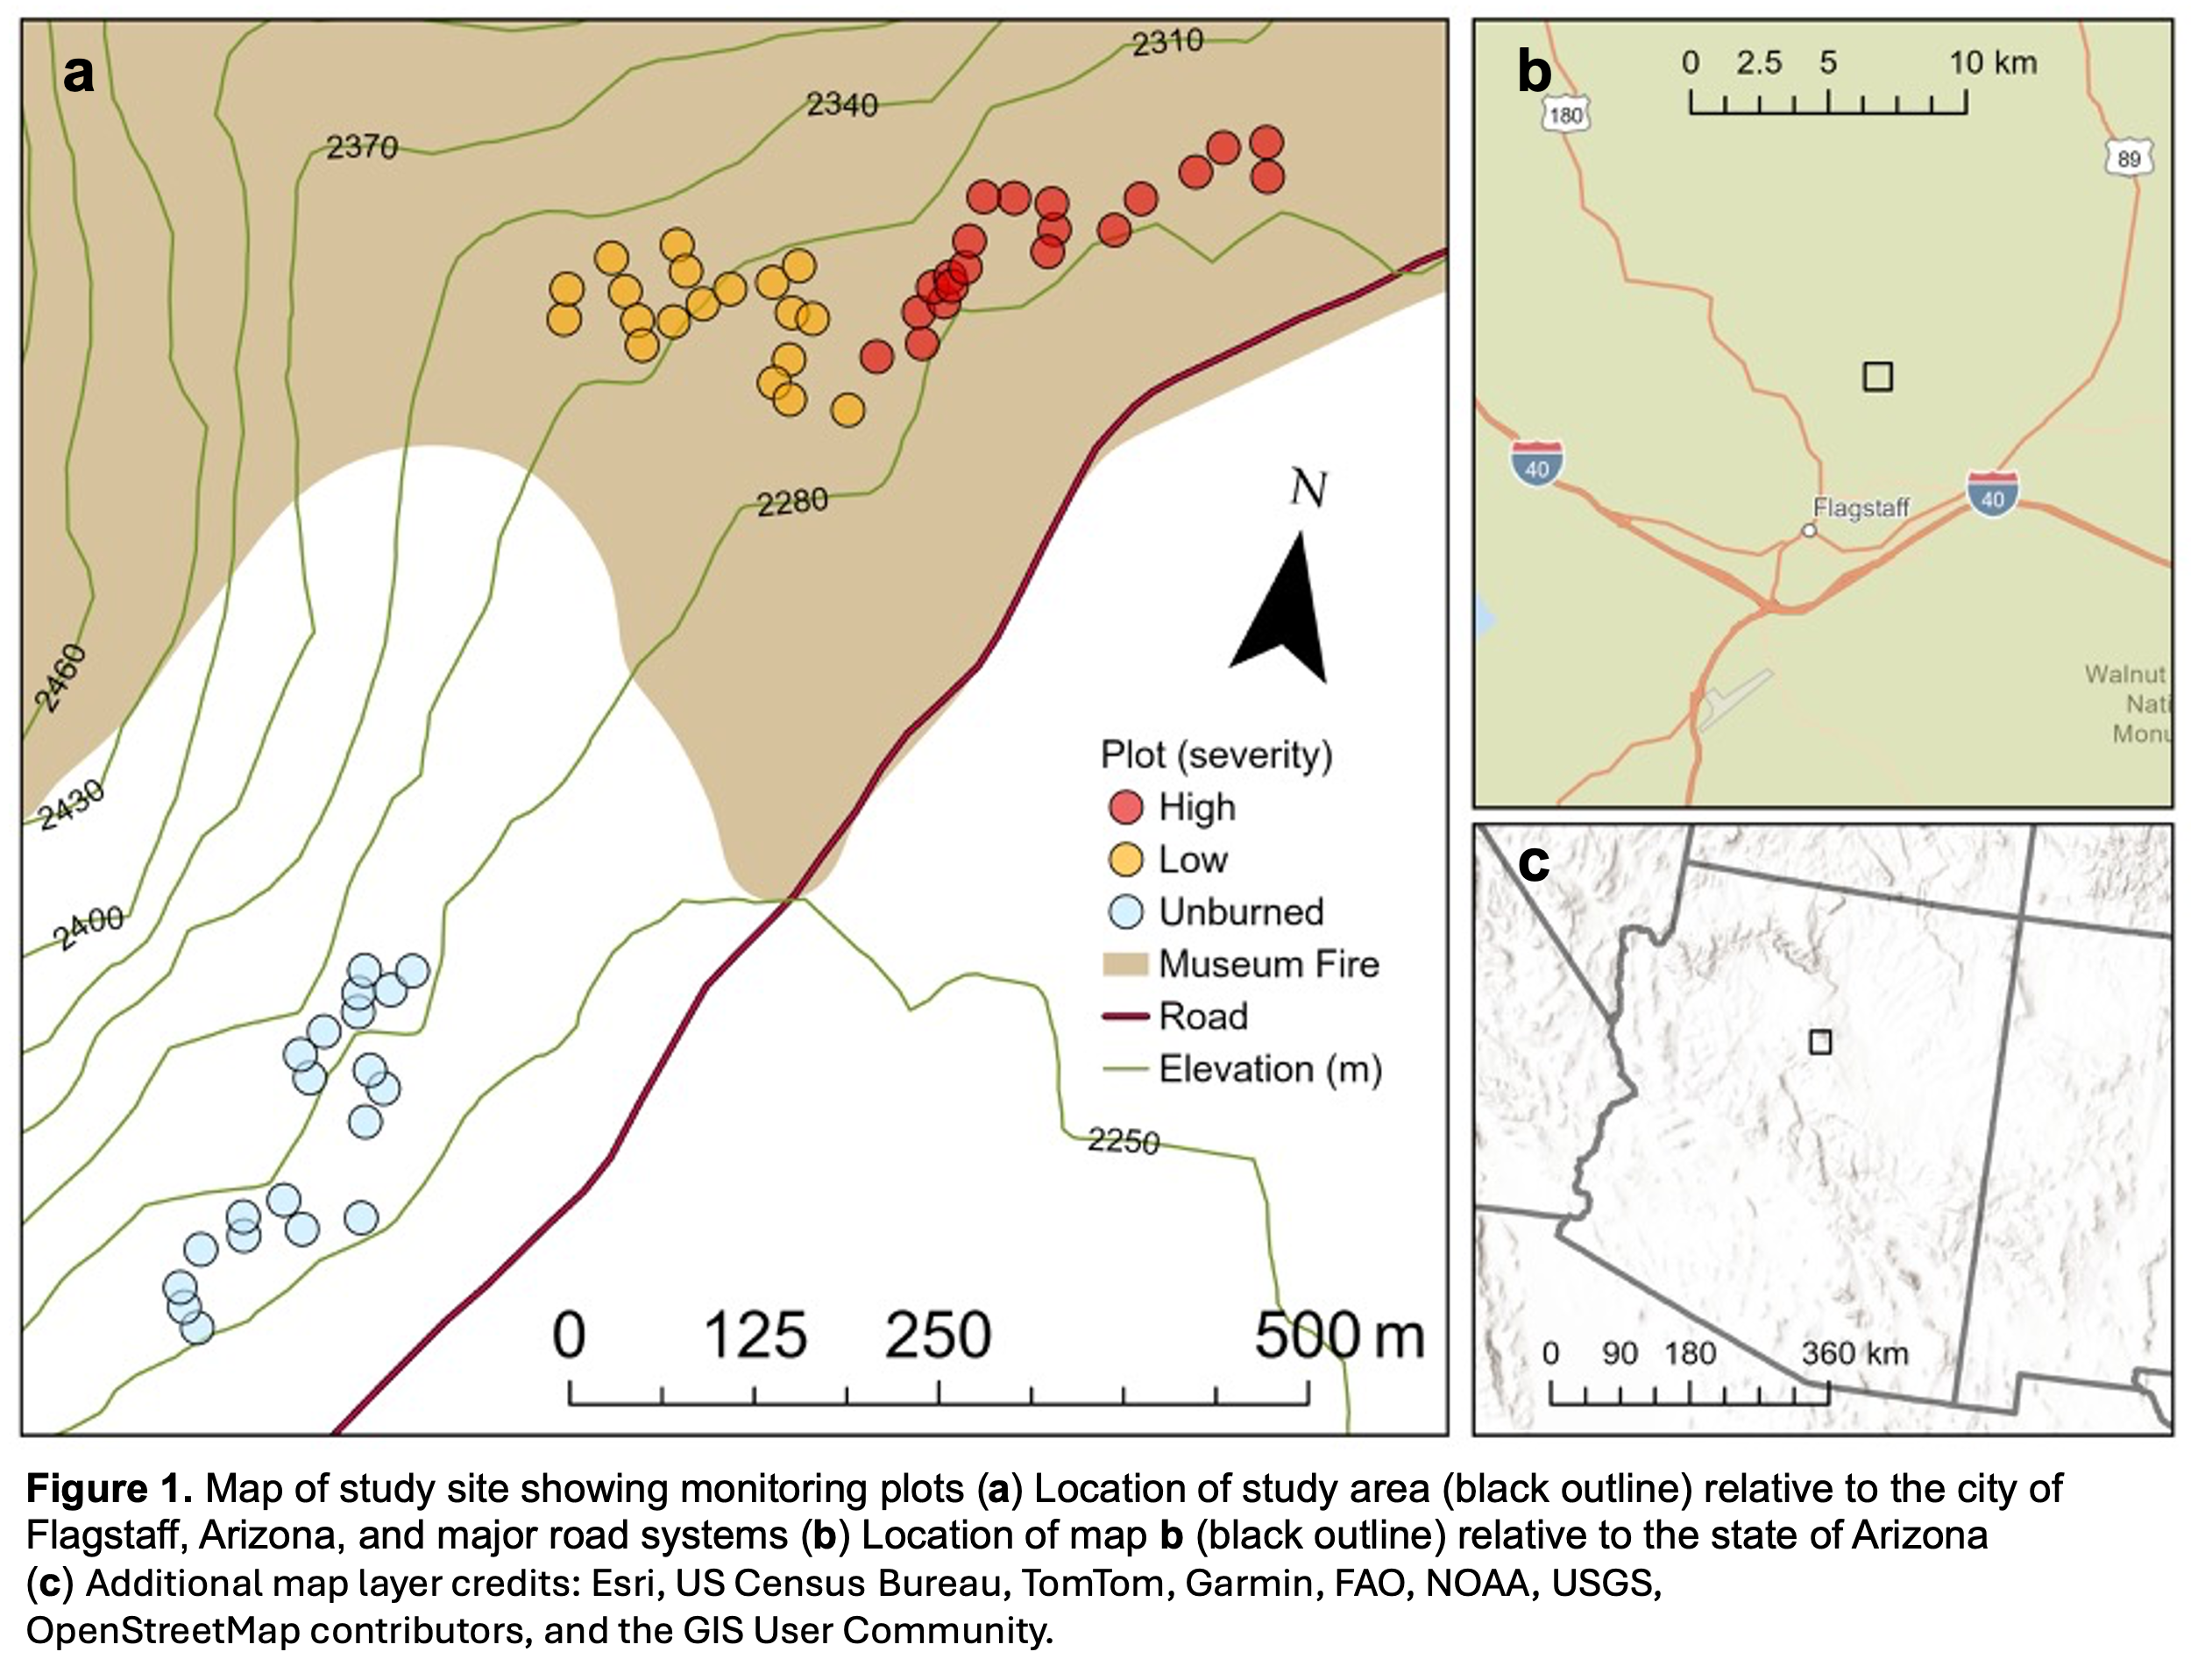 a
2310
2340
2370
2280
2460
2430
2400
2250
N
Plot (severity)
High
Low
Unburned
Museum Fire
Road
Elevation (m)
0 125 250 500 m
b
0 2.5 5 10 km
180
89
40
40
Flagstaff
Walnut
Nati
Monu
c
0 90 180 360 km
Figure 1. Map of study site showing monitoring plots (a) Location of study area (black outline) relative to the city of
Flagstaff, Arizona, and major road systems (b) Location of map b (black outline) relative to the state of Arizona
(c) Additional map layer credits: Esri, US Census Bureau, TomTom, Garmin, FAO, NOAA, USGS,
OpenStreetMap contributors, and the GIS User Community.